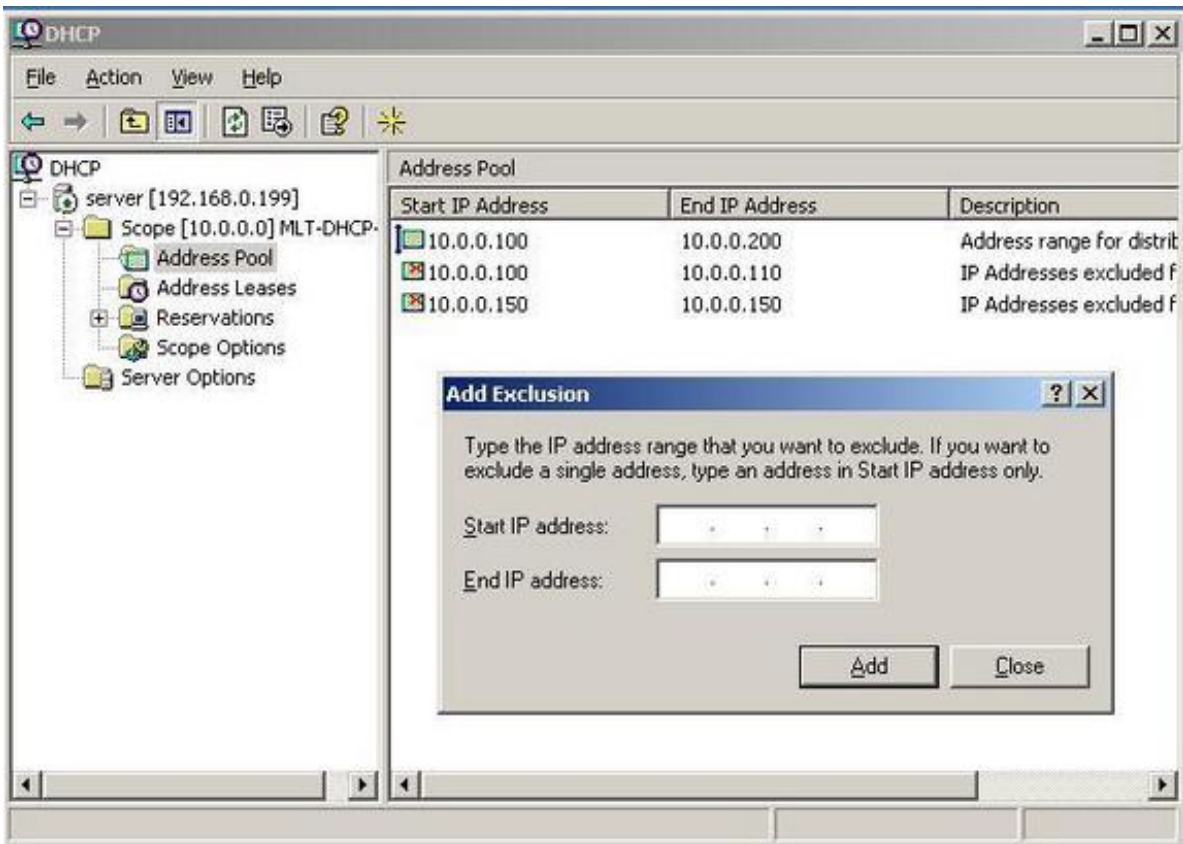 DHCP
File Action View Help
DHCP
server [192.168.0.199]
Scope [10.0.0.0] MLT-DHCP-
Address Pool
Address Leases
Reservations
Scope Options
Server Options
Address Pool
Start IP Address End IP Address Description
10.0.0.100 10.0.0.200 Address range for distrib
10.0.0.100 10.0.0.110 IP Addresses excluded f
10.0.0.150 10.0.0.150 IP Addresses excluded f
Add Exclusion
Type the IP address range that you want to exclude. If you want to
exclude a single address, type an address in Start IP address only.
Start IP address:
End IP address:
Add Close